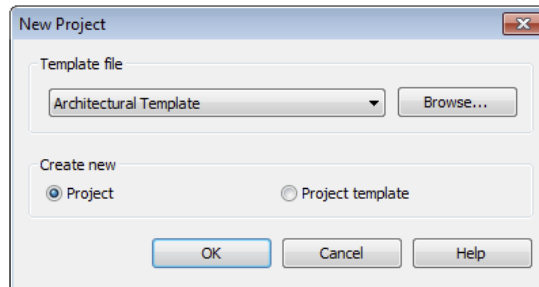 New Project
Template file
Architectural Template
Browse...
Create new
Project
Project template
OK
Cancel
Help